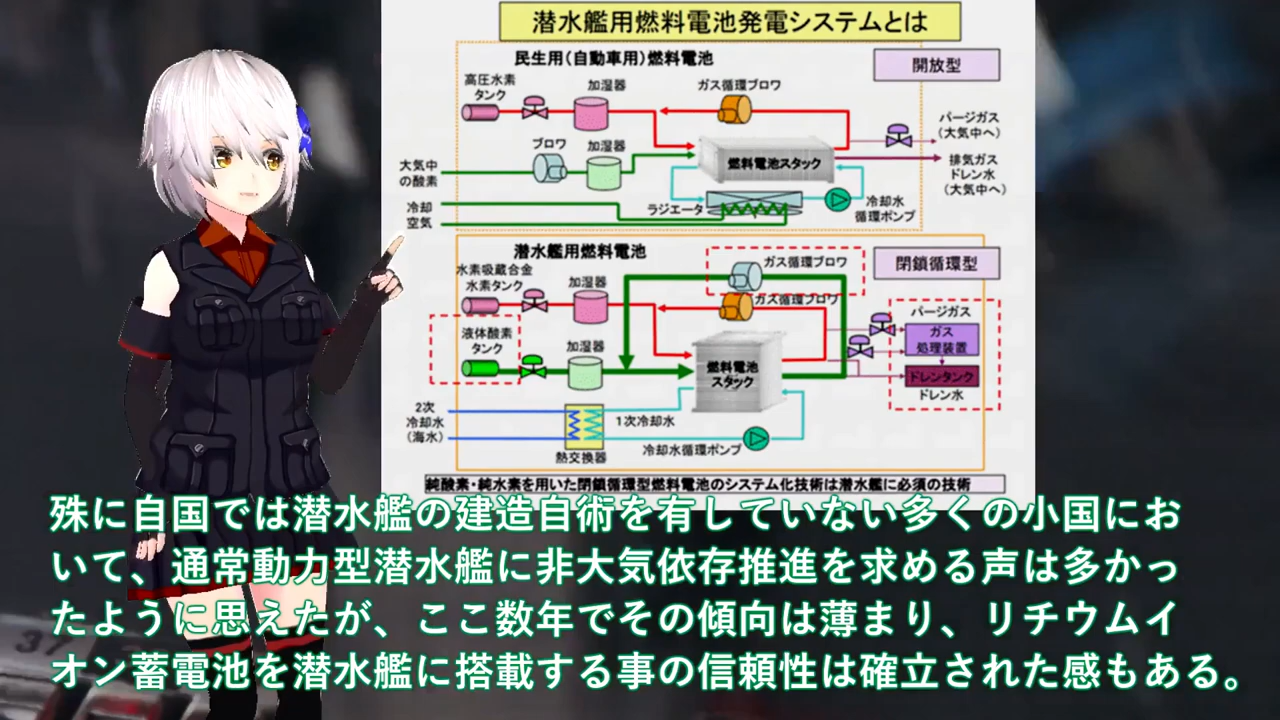 潜水艦用燃料電池発電システムとは
民生用(自動車用)燃料電池
開放型
高圧水素
タンク
加湿器
ガス循環ブロワ
パージガス
(大気中へ)
ブロワ
加湿器
大気中
の酸素
燃料電池スタック
排気ガス
ドレン水
(大気中へ)
冷却
空気
ラジエータ
冷却水
循環ポンプ
潜水艦用燃料電池
閉鎖循環型
ガス循環ブロワ
水素吸蔵合金
水素タンク
加湿器
ガス循環ブロワ
パージガス
液体酸素
タンク
加湿器
ガス
処理装置
燃料電池
スタック
ドレンタンク
ドレン水
2次
冷却水
(海水)
1次冷却水
冷却水循環ポンプ
熱交換器
純酸素・純水素を用いた閉鎖循環型燃料電池のシステム化技術は潜水艦に必須の技術
殊に自国では潜水艦の建造自術を有していない多くの小国にお
いて、通常動力型潜水艦に非大気依存推進を求める声は多かっ
たように思えたが、ここ数年でその傾向は薄まり、リチウムイ
オン蓄電池を潜水艦に搭載する事の信頼性は確立された感もある。
37